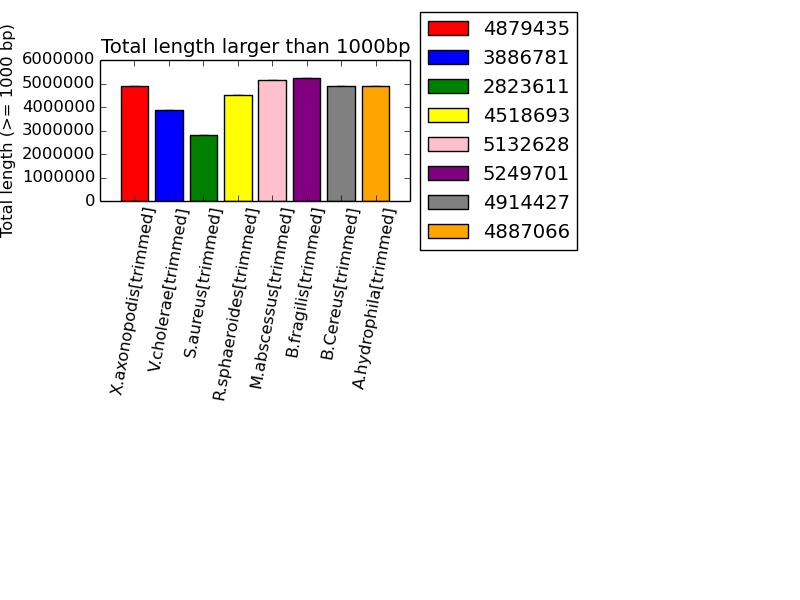 Total length larger than 1000bp
Total length (>= 1000 bp)
6000000
5000000
4000000
3000000
2000000
1000000
0
X.axonopodis[trimmed]
V.cholerae[trimmed]
S.aureus[trimmed]
R.sphaeroides[trimmed]
M.abscessus[trimmed]
B.fragilis[trimmed]
B.Cereus[trimmed]
A.hydrophila[trimmed]
4879435
3886781
2823611
4518693
5132628
5249701
4914427
4887066